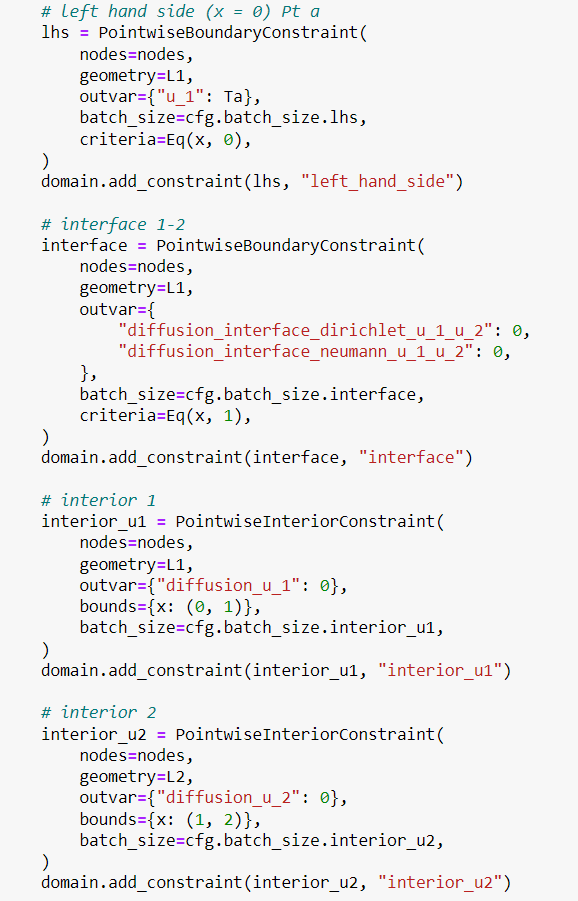 # left hand side (x = 0) Pt a
lhs = PointwiseBoundaryConstraint(
    nodes=nodes,
    geometry=L1,
    outvar={"u_1": Ta},
    batch_size=cfg.batch_size.lhs,
    criteria=Eq(x, 0),
)
domain.add_constraint(lhs, "left_hand_side")

# interface 1-2
interface = PointwiseBoundaryConstraint(
    nodes=nodes,
    geometry=L1,
    outvar={
        "diffusion_interface_dirichlet_u_1_u_2": 0,
        "diffusion_interface_neumann_u_1_u_2": 0,
    },
    batch_size=cfg.batch_size.interface,
    criteria=Eq(x, 1),
)
domain.add_constraint(interface, "interface")

# interior 1
interior_u1 = PointwiseInteriorConstraint(
    nodes=nodes,
    geometry=L1,
    outvar={"diffusion_u_1": 0},
    bounds={x: (0, 1)},
    batch_size=cfg.batch_size.interior_u1,
)
domain.add_constraint(interior_u1, "interior_u1")

# interior 2
interior_u2 = PointwiseInteriorConstraint(
    nodes=nodes,
    geometry=L2,
    outvar={"diffusion_u_2": 0},
    bounds={x: (1, 2)},
    batch_size=cfg.batch_size.interior_u2,
)
domain.add_constraint(interior_u2, "interior_u2")